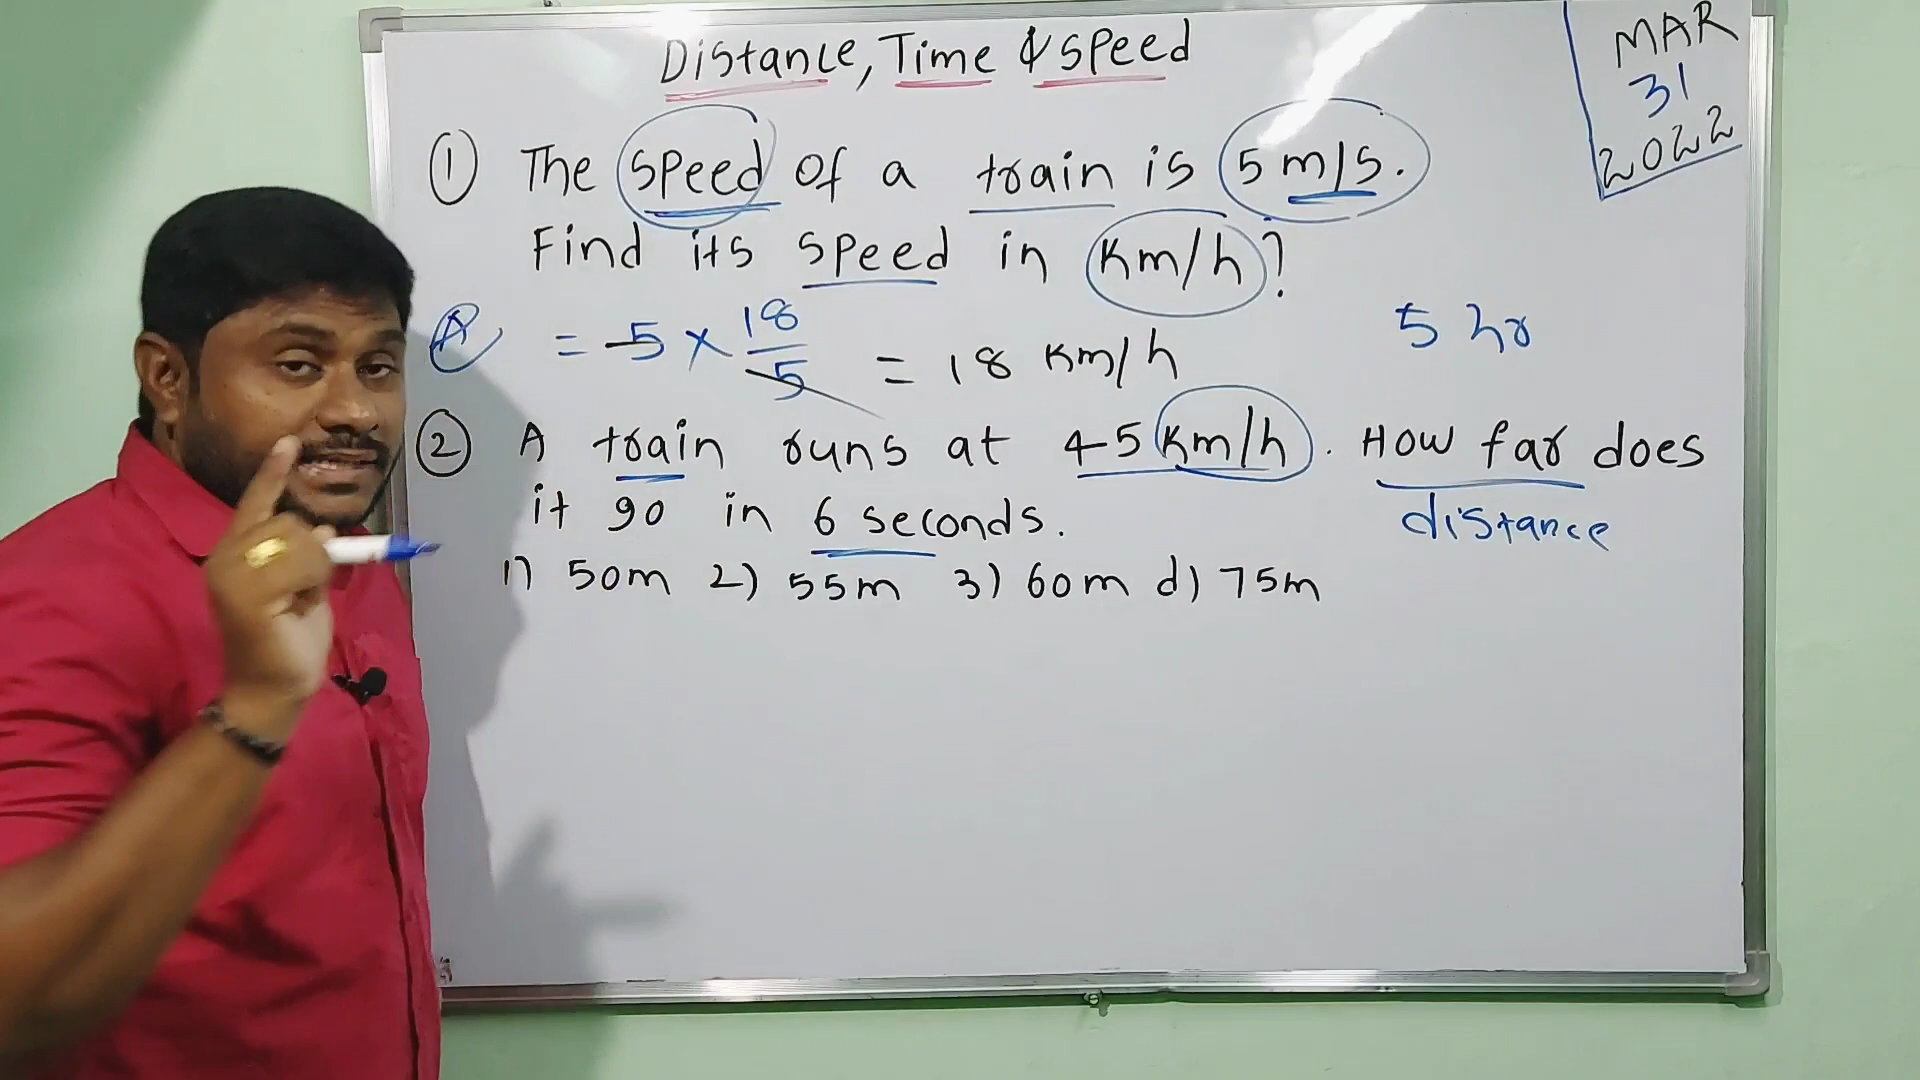 Distance, Time & Speed
MAR
31
2022
① The speed of a train is 5 m/s.
Find its speed in Km/h?
A = 5 × 18/5 = 18 Km/h
5 hr
② A train runs at 45 Km/h. How far does
it go in 6 seconds.
distance
1) 50m 2) 55m 3) 60m d) 75m